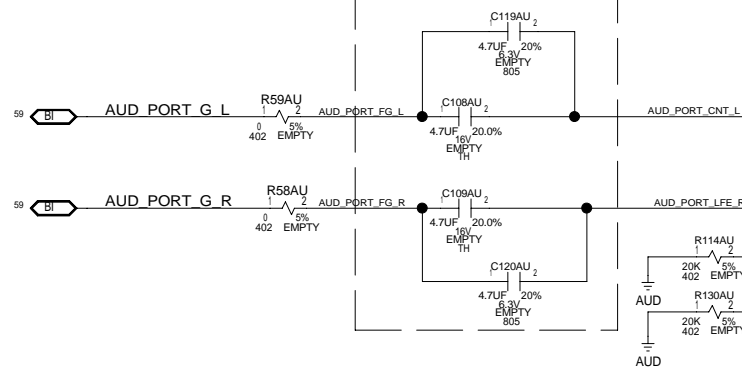 C119AU
1 2
4.7UF 20%
6.3V
EMPTY
805
59 BI AUD_PORT_G_L
R59AU
1 2
0 5%
402 EMPTY
AUD_PORT_FG_L
C108AU
1 2
4.7UF 20.0%
16V
EMPTY
TH
AUD_PORT_CNT_L
59 BI AUD_PORT_G_R
R58AU
1 2
0 5%
402 EMPTY
AUD_PORT_FG_R
C109AU
1 2
4.7UF 20.0%
16V
EMPTY
TH
AUD_PORT_LFE_R
C120AU
1 2
4.7UF 20%
6.3V
EMPTY
805
R114AU
1 2
20K 5%
402 EMPTY
AUD
R130AU
1 2
20K 5%
402 EMPTY
AUD